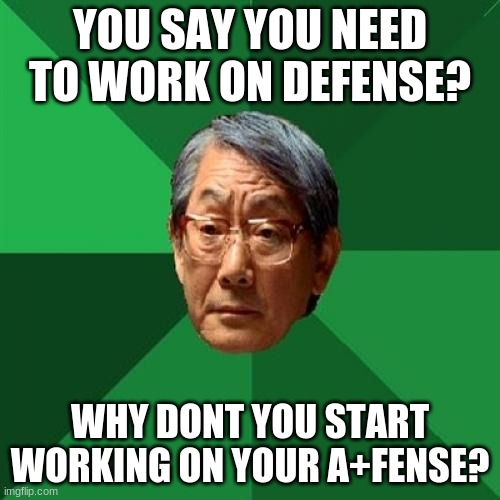 YOU SAY YOU NEED
TO WORK ON DEFENSE?
WHY DONT YOU START
WORKING ON YOUR A+FENSE?
imgflip.com